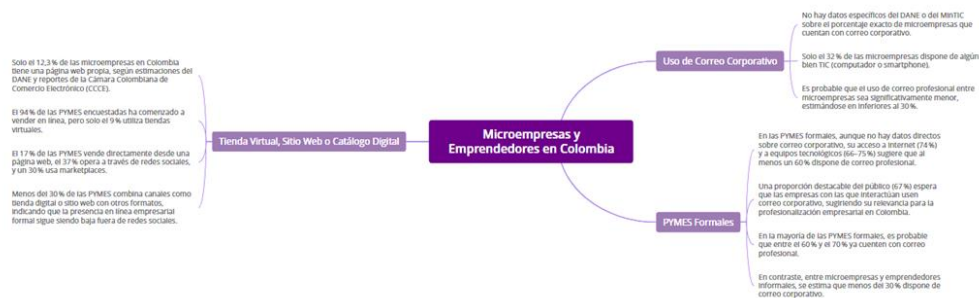 Microempresas y
Emprendedores en Colombia
Uso de Correo Corporativo
No hay datos específicos del DANE o del MinTIC
sobre el porcentaje exacto de microempresas que
cuentan con correo corporativo.
Solo el 32 % de las microempresas dispone de algún
bien TIC (computador o smartphone).
Es probable que el uso de correo profesional entre
microempresas sea significativamente menor,
estimándose en inferiores al 30 %.
PYMES Formales
En las PYMES formales, aunque no hay datos directos
sobre correo corporativo, su acceso a internet (74 %)
y a equipos tecnológicos (66–75 %) sugiere que al
menos un 60 % dispone de correo profesional.
Una proporción destacable del público (67 %) espera
que las empresas con las que interactúan usen
correo corporativo, sugiriendo su relevancia para la
profesionalización empresarial en Colombia.
En la mayoría de las PYMES formales, es probable
que entre el 60 % y el 70 % ya cuenten con correo
profesional.
En contraste, entre microempresas y emprendedores
informales, se estima que menos del 30 % dispone de
correo corporativo.
Tienda Virtual, Sitio Web o Catálogo Digital
Solo el 12,3 % de las microempresas en Colombia
tiene una página web propia, según estimaciones del
DANE y reportes de la Cámara Colombiana de
Comercio Electrónico (CCCE).
El 94 % de las PYMES encuestadas ha comenzado a
vender en línea, pero solo el 9 % utiliza tiendas
virtuales.
El 17 % de las PYMES vende directamente desde una
página web, el 37 % opera a través de redes sociales,
y un 30 % usa marketplaces.
Menos del 30 % de las PYMES combina canales como
tienda digital o sitio web con otros formatos,
indicando que la presencia en línea empresarial
formal sigue siendo baja fuera de redes sociales.